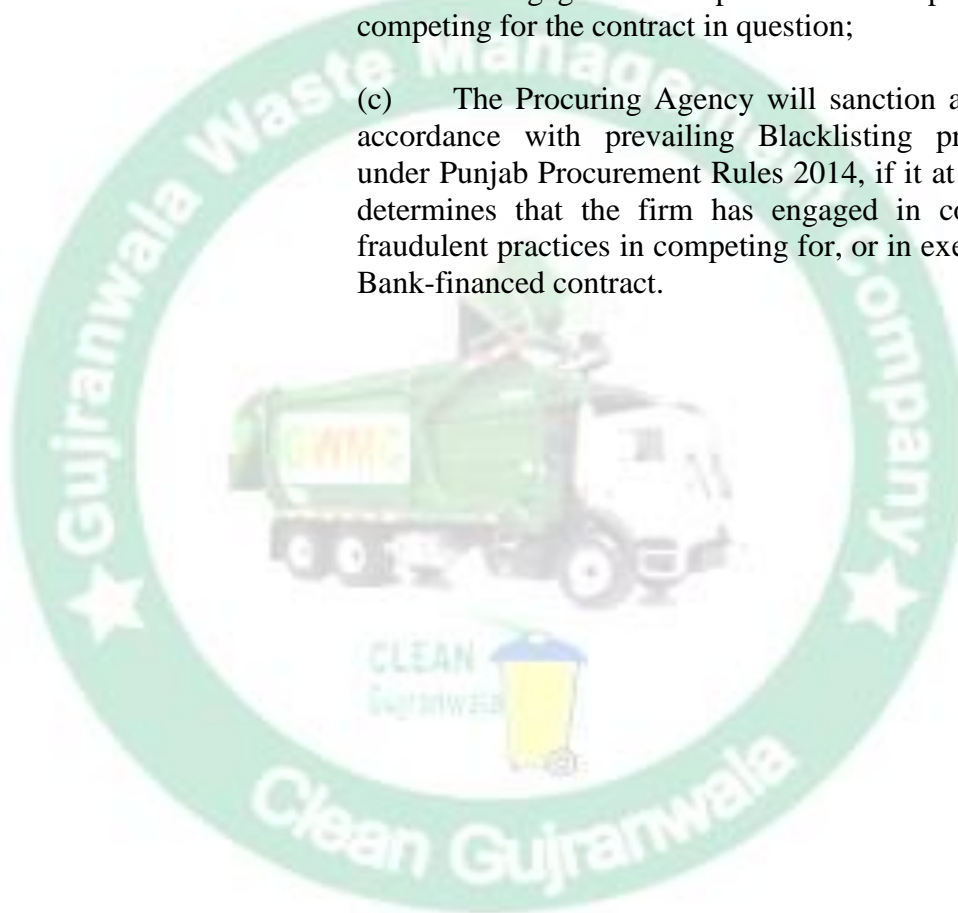 competing for the contract in question;
(c) The Procuring Agency will sanction a
accordance with prevailing Blacklisting pr
under Punjab Procurement Rules 2014, if it at
determines that the firm has engaged in co
fraudulent practices in competing for, or in exe
Bank-financed contract.
Gujranwala Waste Management Company
GWMC
CLEAN
Gujranwala
Clean Gujranwala